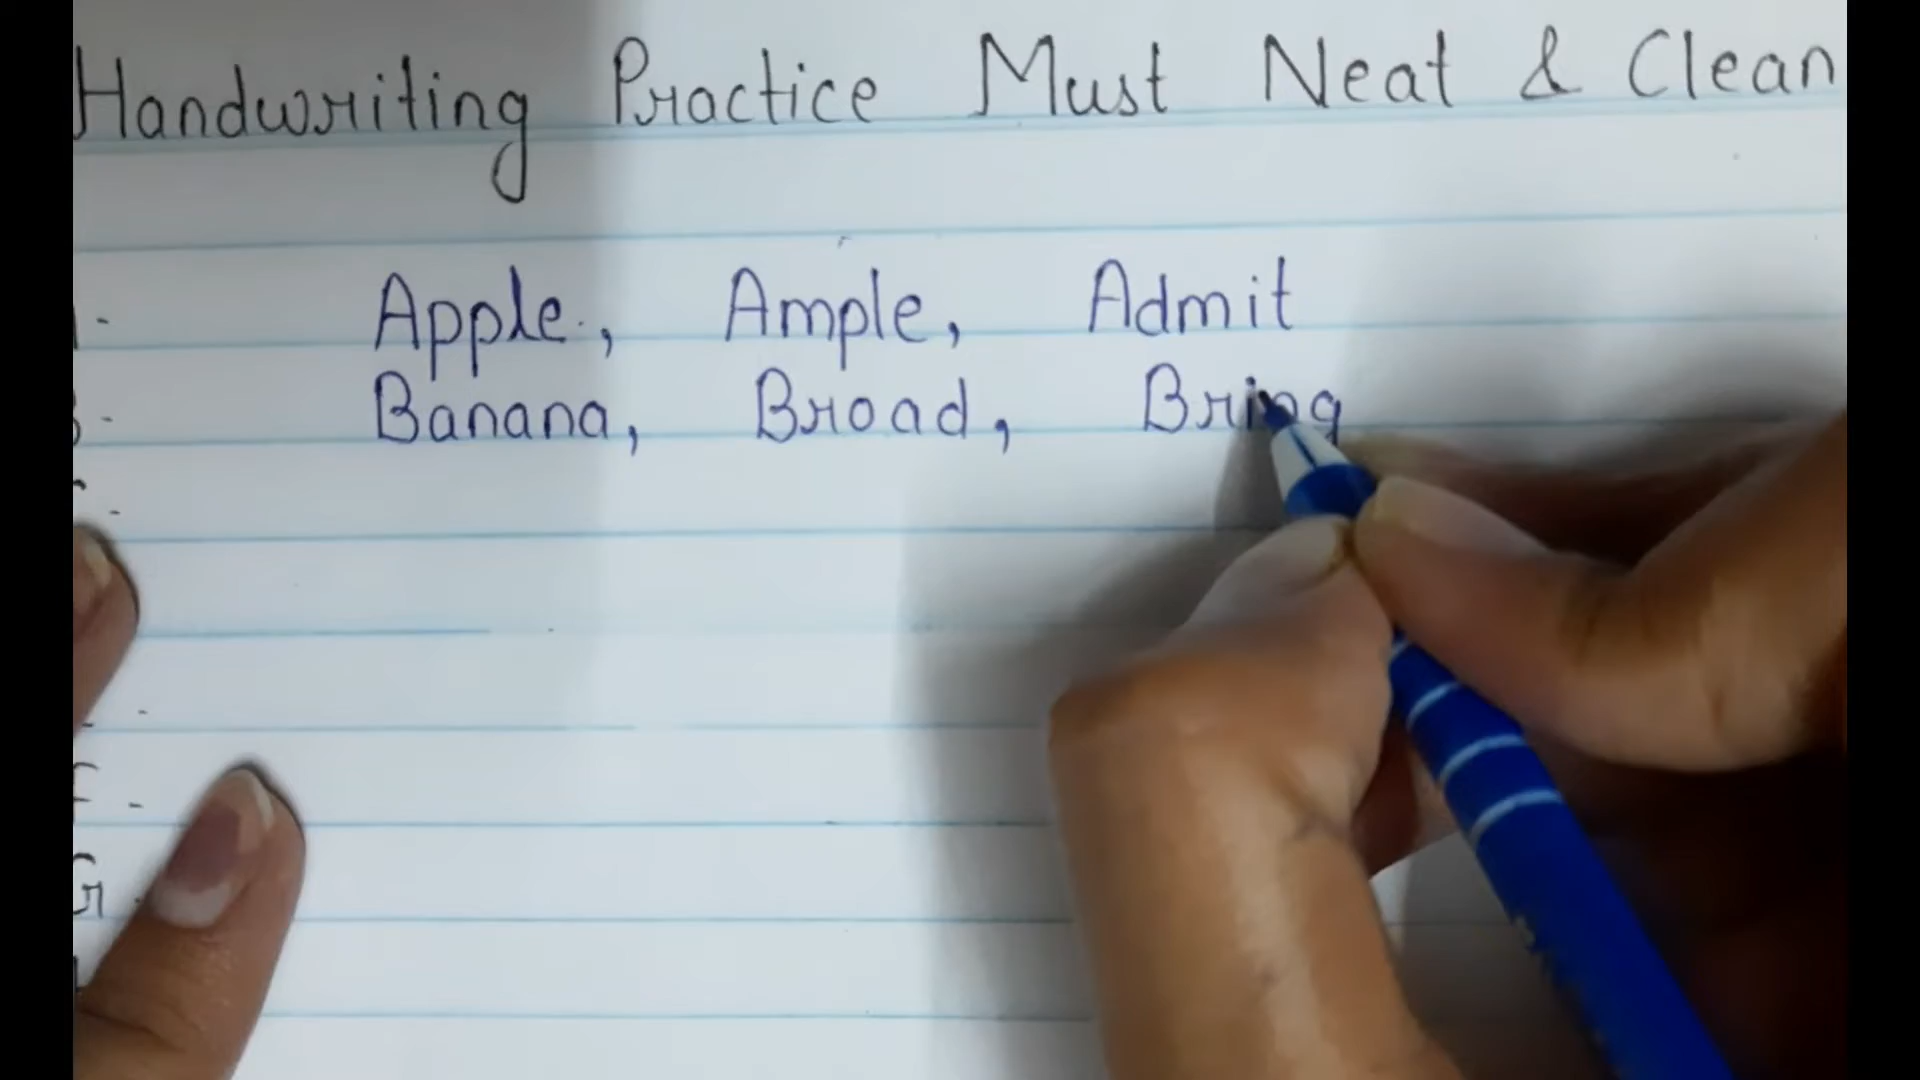 Handwriting Practice Must Neat & Clean
- Apple., Ample, Admit
- Banana, Broad, Bring
-
-
F -
G -